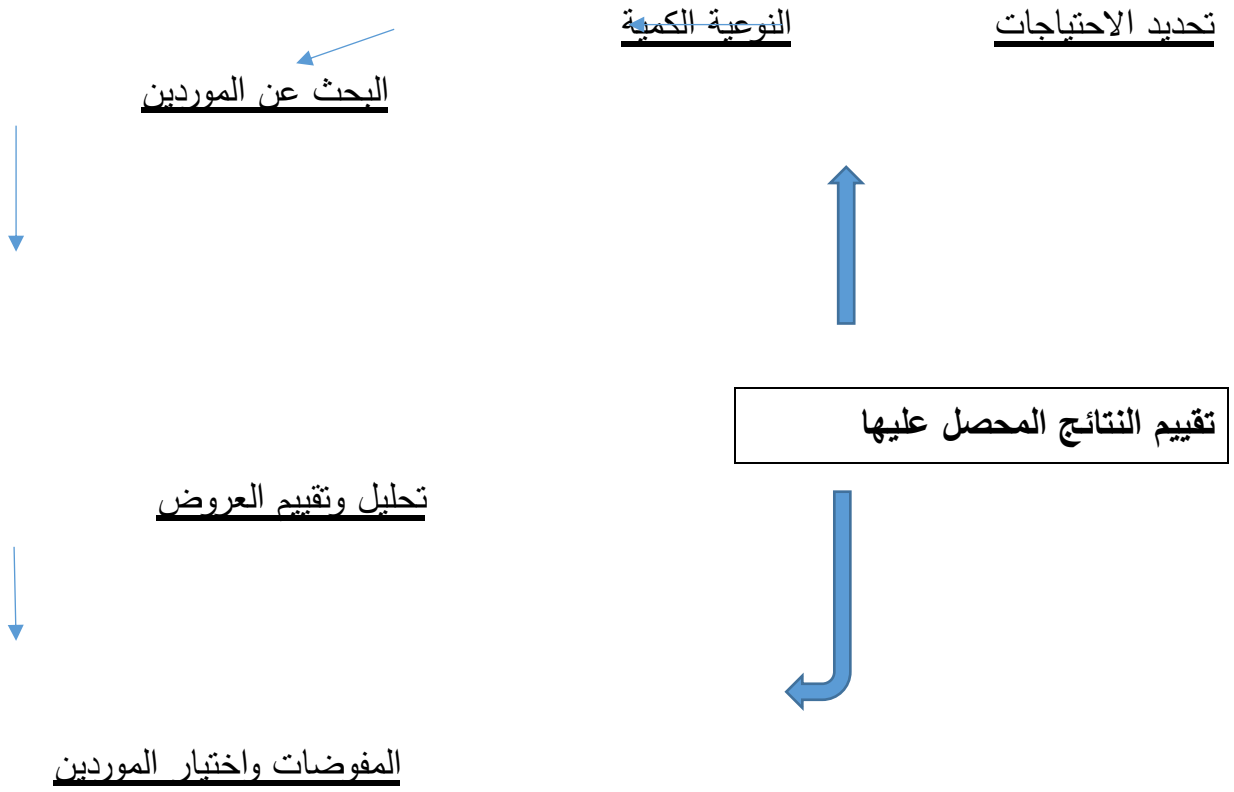 تحديد الاحتياجات
النوعية الكمية
البحث عن الموردين
تقييم النتائج المحصل عليها
تحليل وتقييم العروض
المفوضات واختيار الموردين